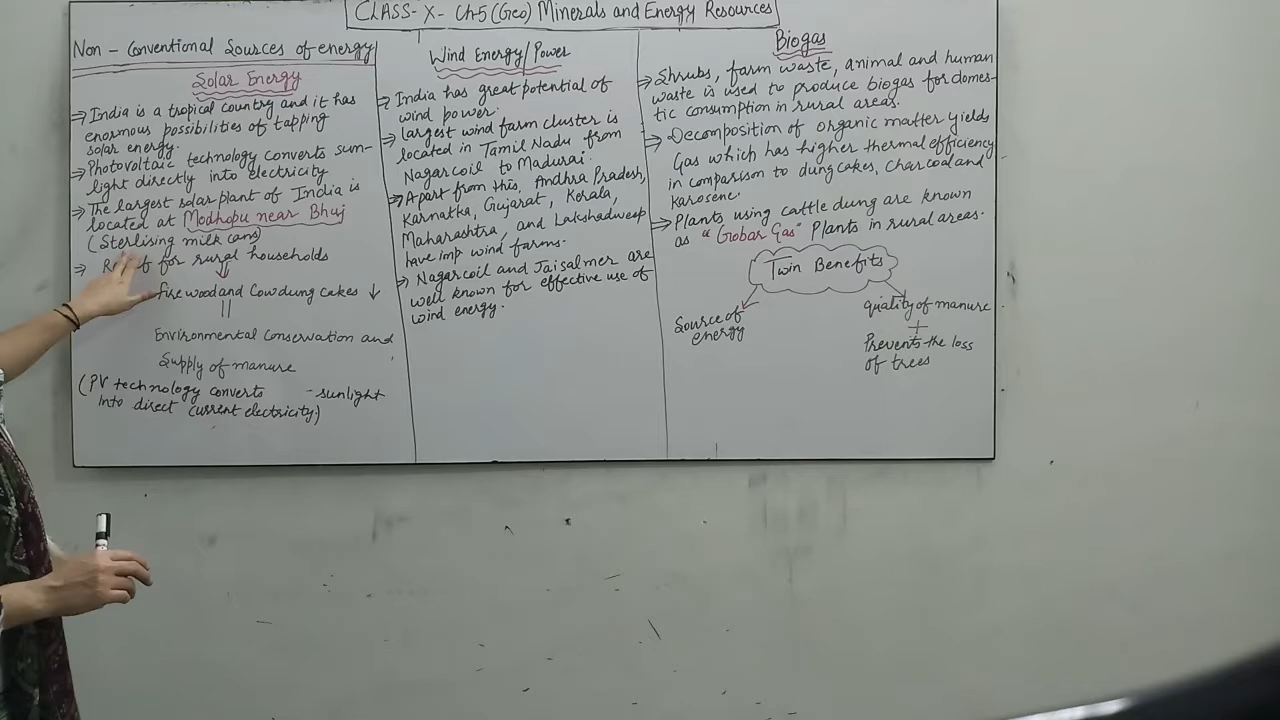 CLASS- X- Ch5 (Geo) Minerals and Energy Resources
Non - Conventional Sources of energy
Solar Energy
⇒ India is a tropical country and it has
enormous possibilities of tapping
solar energy.
⇒ Photovoltaic technology converts sun-
light directly into electricity
⇒ The largest solar plant of India is
located at Modhopu near Bhuj
(Sterlising milk cans)
⇒ for rural households
firewood and Cowdung cakes ↓
Environmental Conservation and
Supply of manure
(PV technology converts - sunlight
into direct current electricity)
Wind Energy/Power
⇒ India has great potential of
wind power.
⇒ largest wind farm cluster is
located in Tamil Nadu from
Nagarcoil to Madurai.
⇒ Apart from this, Andhra Pradesh,
Karnatka, Gujarat, Kerala,
Maharashtra, and Lakshadweep
have imp wind farms.
⇒ Nagarcoil and Jaisalmer are
well known for effective use of
wind energy.
Biogas
⇒ Shrubs, farm waste, animal and human
waste is used to produce biogas for domes-
tic consumption in rural areas.
⇒ Decomposition of organic matter yields
Gas which has higher thermal efficiency
in comparison to dung cakes, charcoal and
Karosene.
⇒ Plants using cattle dung are known
as "Gobar Gas" Plants in rural areas.
Twin Benefits
Source of
energy
quality of manure
+
Prevents the loss
of trees